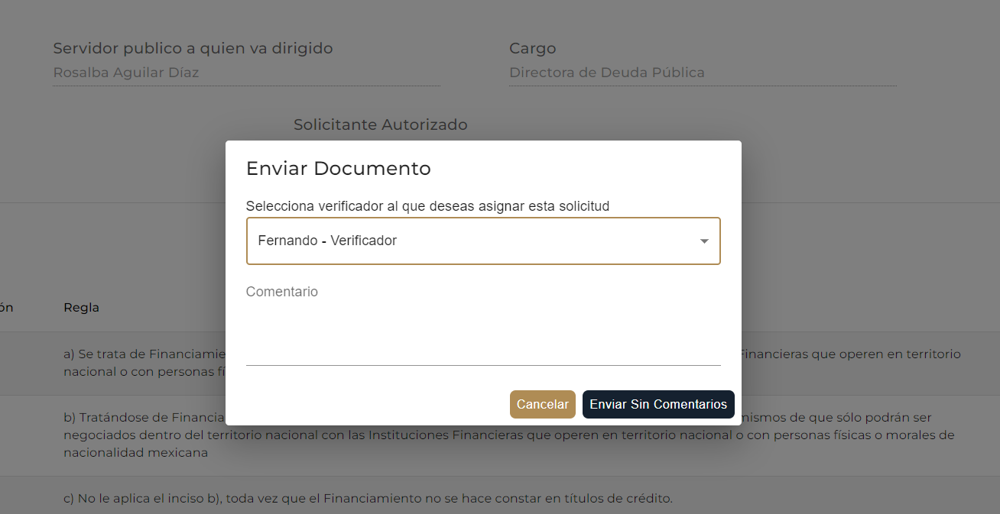 Servidor publico a quien va dirigido
Cargo
Rosalba Aguilar Díaz
Directora de Deuda Pública
Solicitante Autorizado
Enviar Documento
Selecciona verificador al que deseas asignar esta solicitud
Fernando - Verificador
Comentario
Cancelar
Enviar Sin Comentarios
ón
Regla
a) Se trata de Financiamie
Financieras que operen en territorio
nacional o con personas fí
b) Tratándose de Financia
mismos de que sólo podrán ser
negociados dentro del territorio nacional con las Instituciones Financieras que operen en territorio nacional o con personas físicas o morales de
nacionalidad mexicana
c) No le aplica el inciso b), toda vez que el Financiamiento no se hace constar en títulos de crédito.